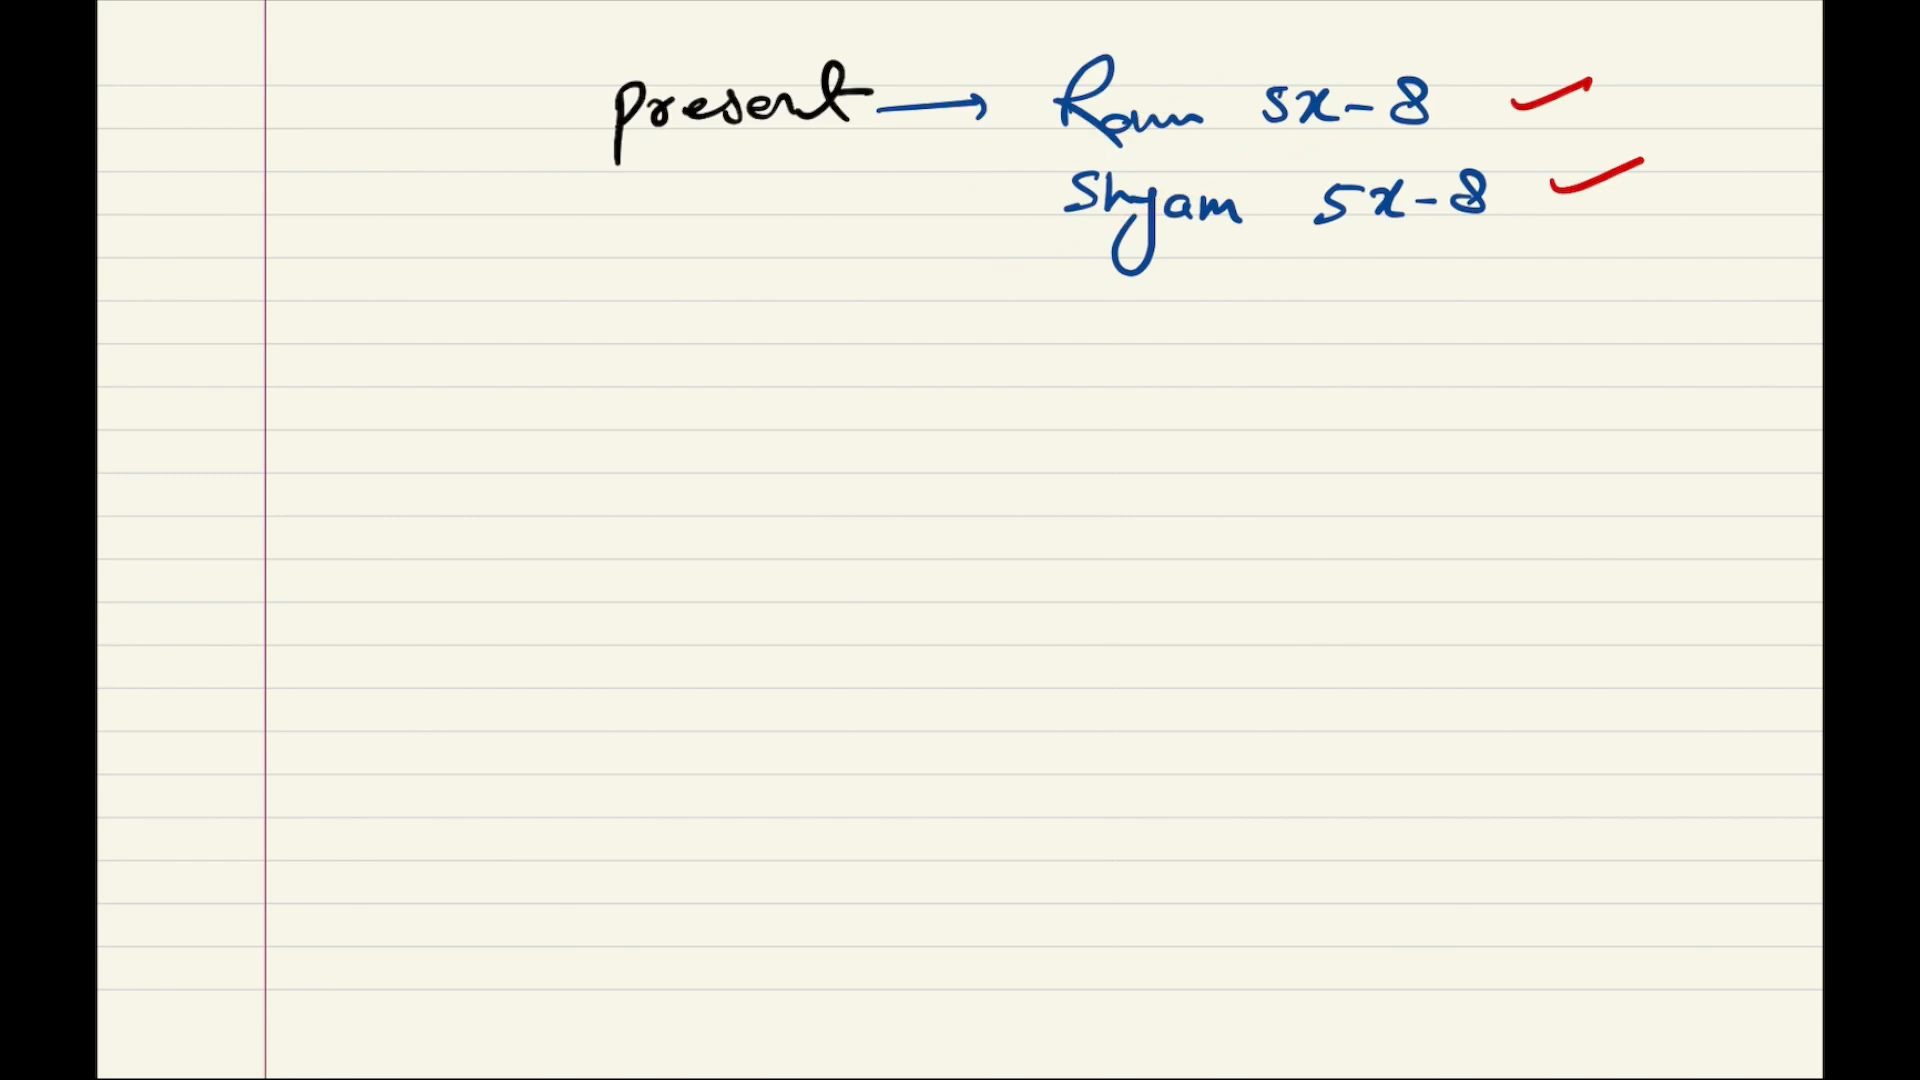 present → Ram 5x-8 ✓
Shyam 5x-8 ✓